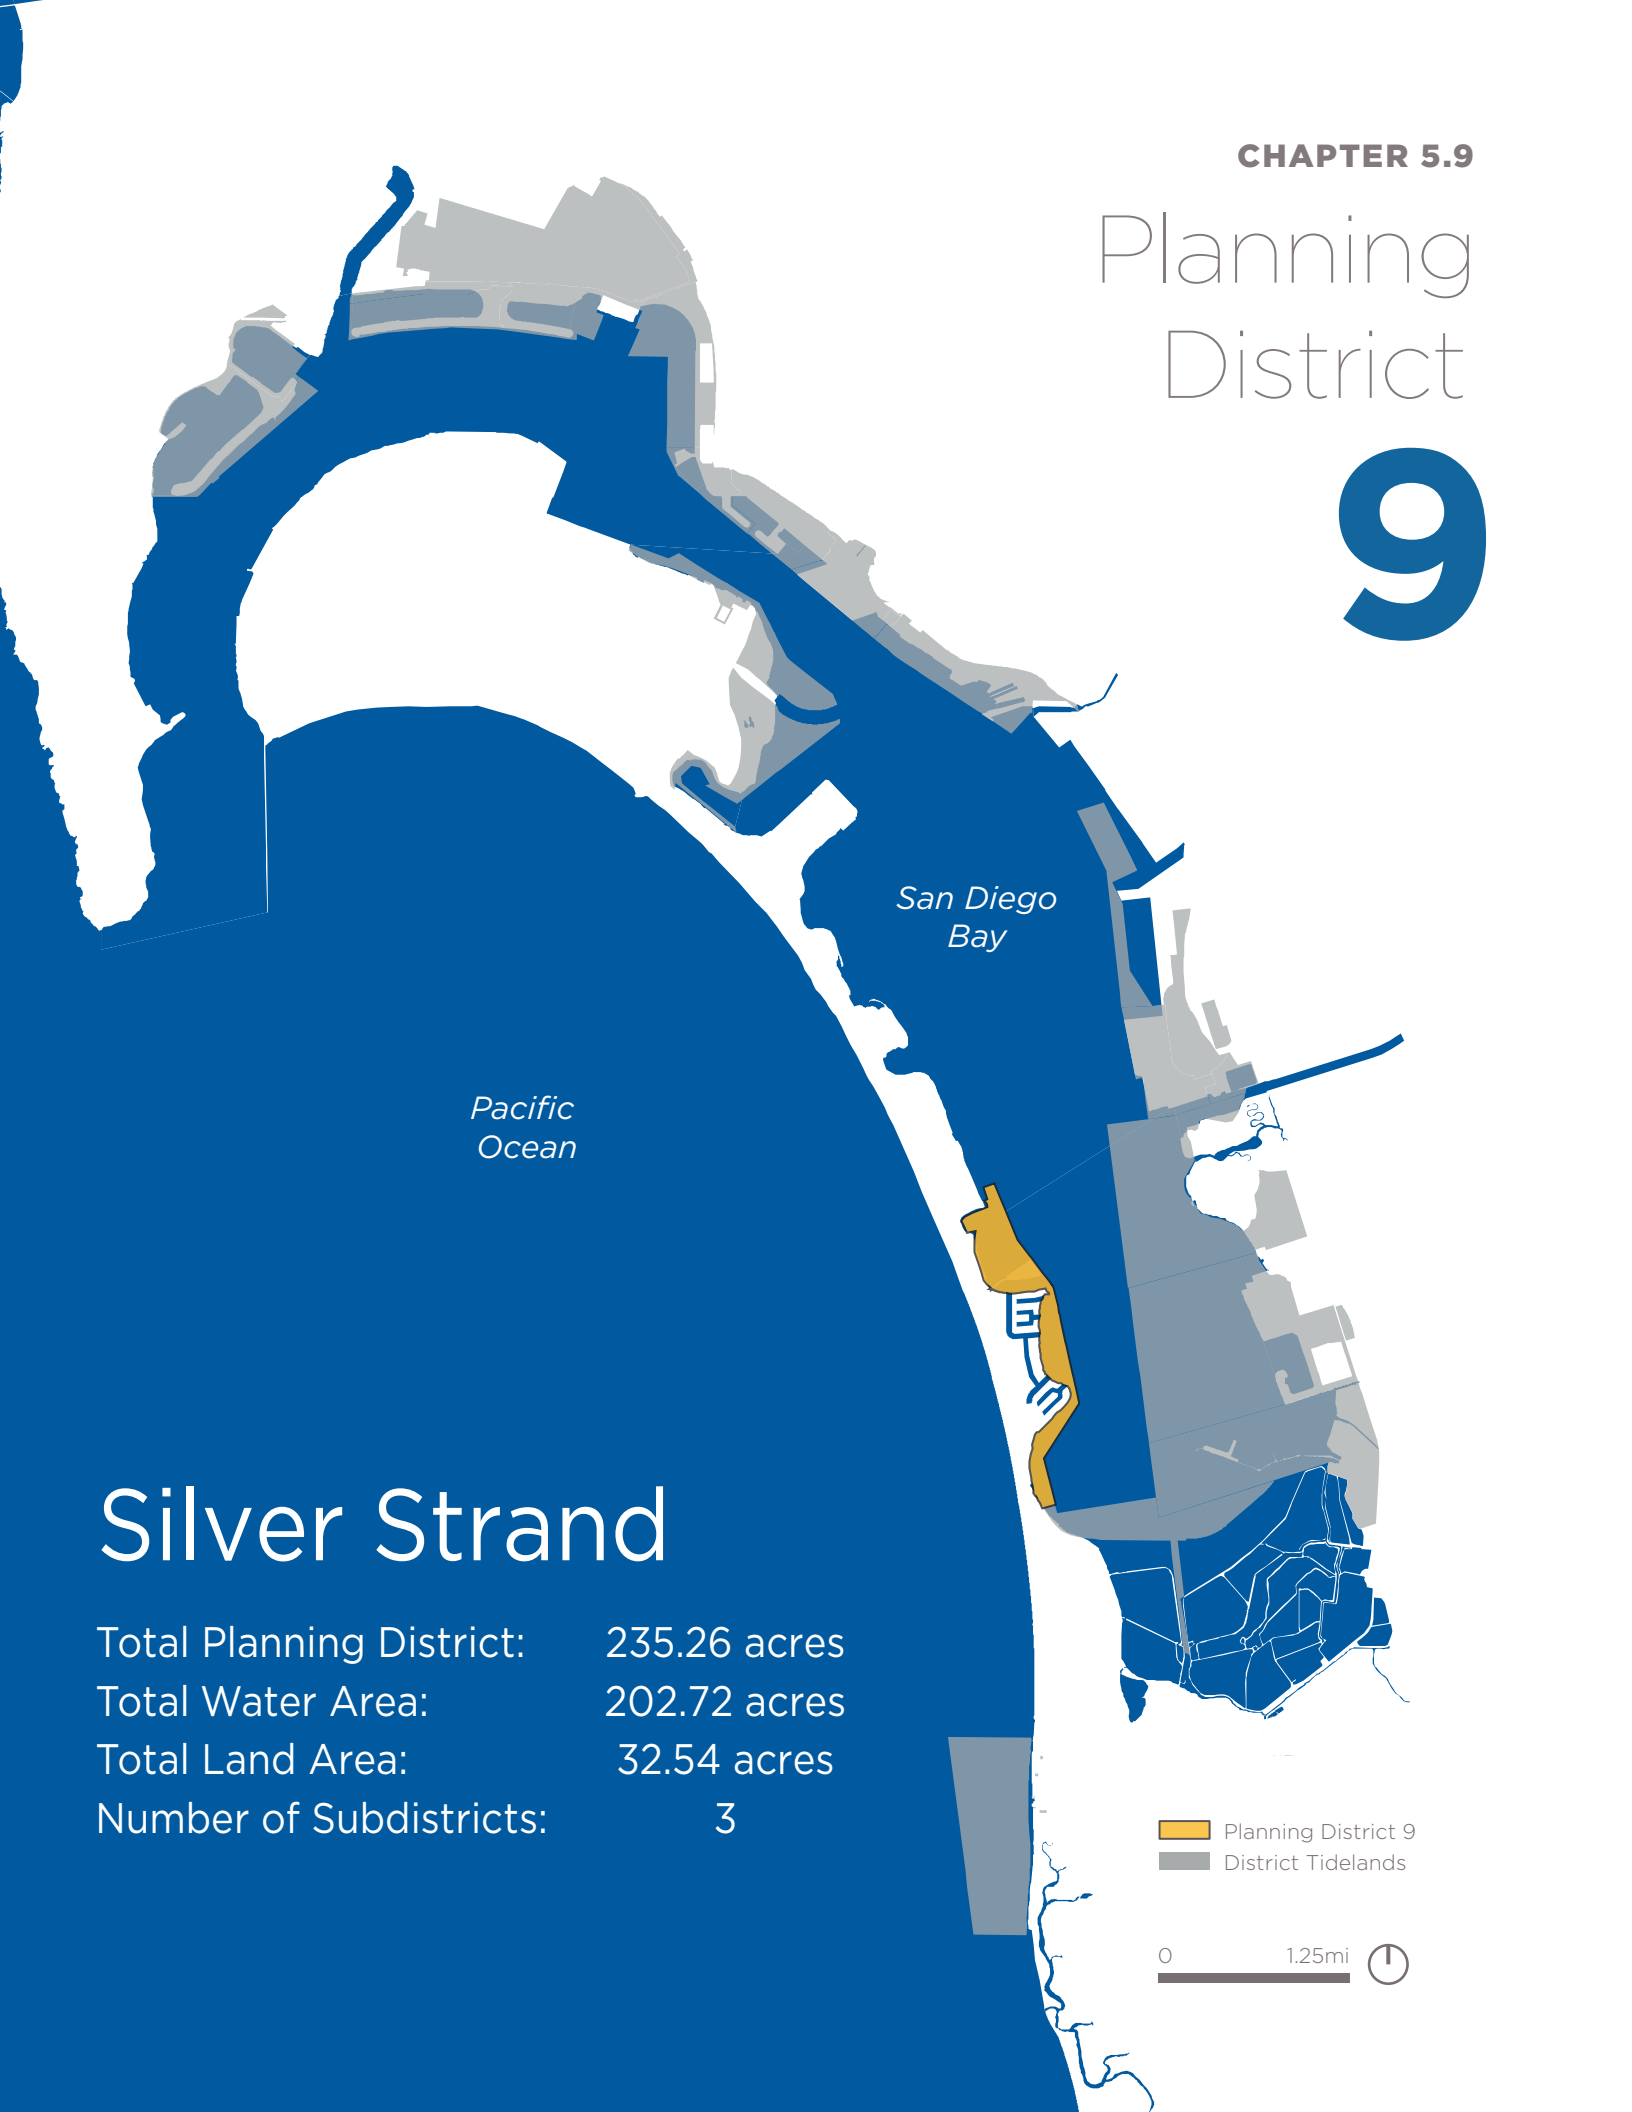 CHAPTER 5.9
Planning
District
9
San Diego
Bay
Pacific
Ocean
Silver Strand
Total Planning District: 235.26 acres
Total Water Area: 202.72 acres
Total Land Area: 32.54 acres
Number of Subdistricts: 3
Planning District 9
District Tidelands
0 1.25mi